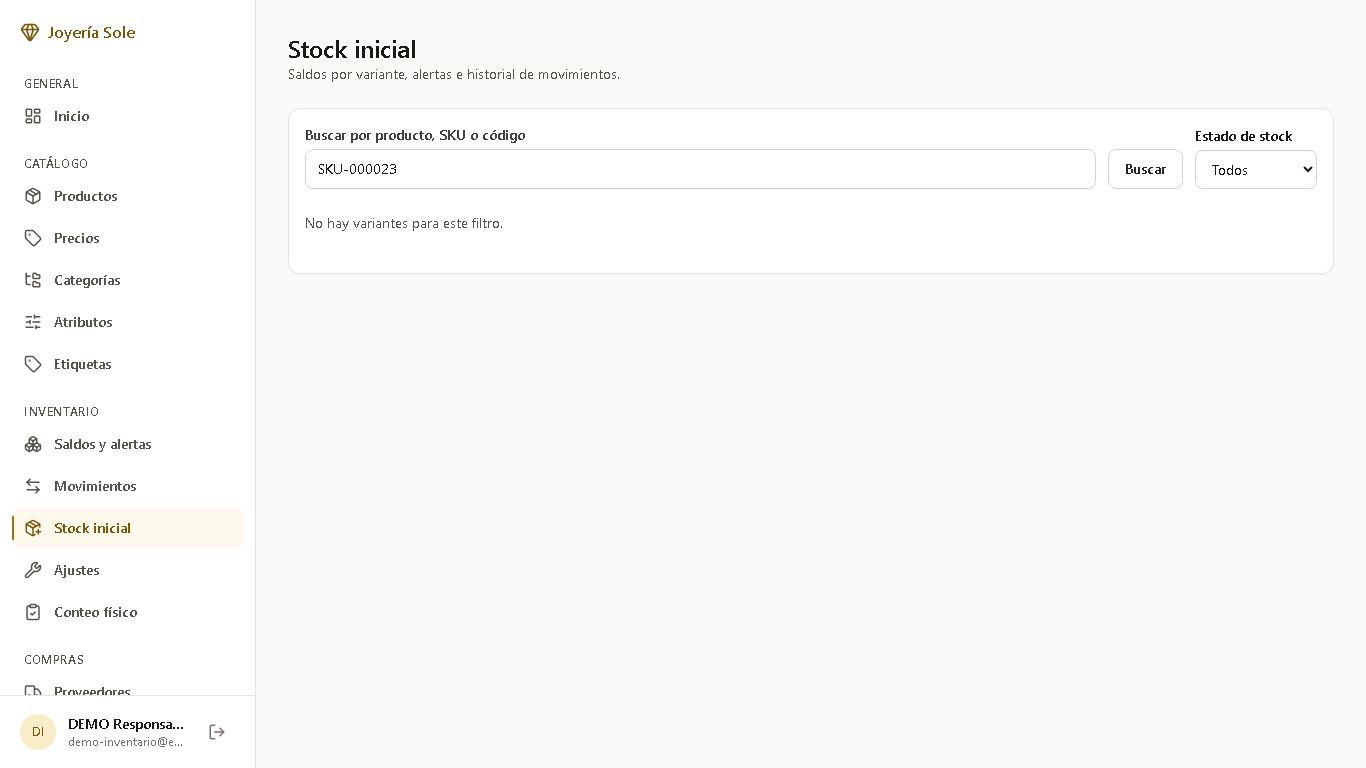 Joyería Sole
GENERAL
Inicio
CATÁLOGO
Productos
Precios
Categorías
Atributos
Etiquetas
INVENTARIO
Saldos y alertas
Movimientos
Stock inicial
Ajustes
Conteo físico
COMPRAS
Proveedores
DI
DEMO Responsa...
demo-inventario@e...
Stock inicial
Saldos por variante, alertas e historial de movimientos.
Buscar por producto, SKU o código
SKU-000023
Buscar
Estado de stock
Todos
No hay variantes para este filtro.